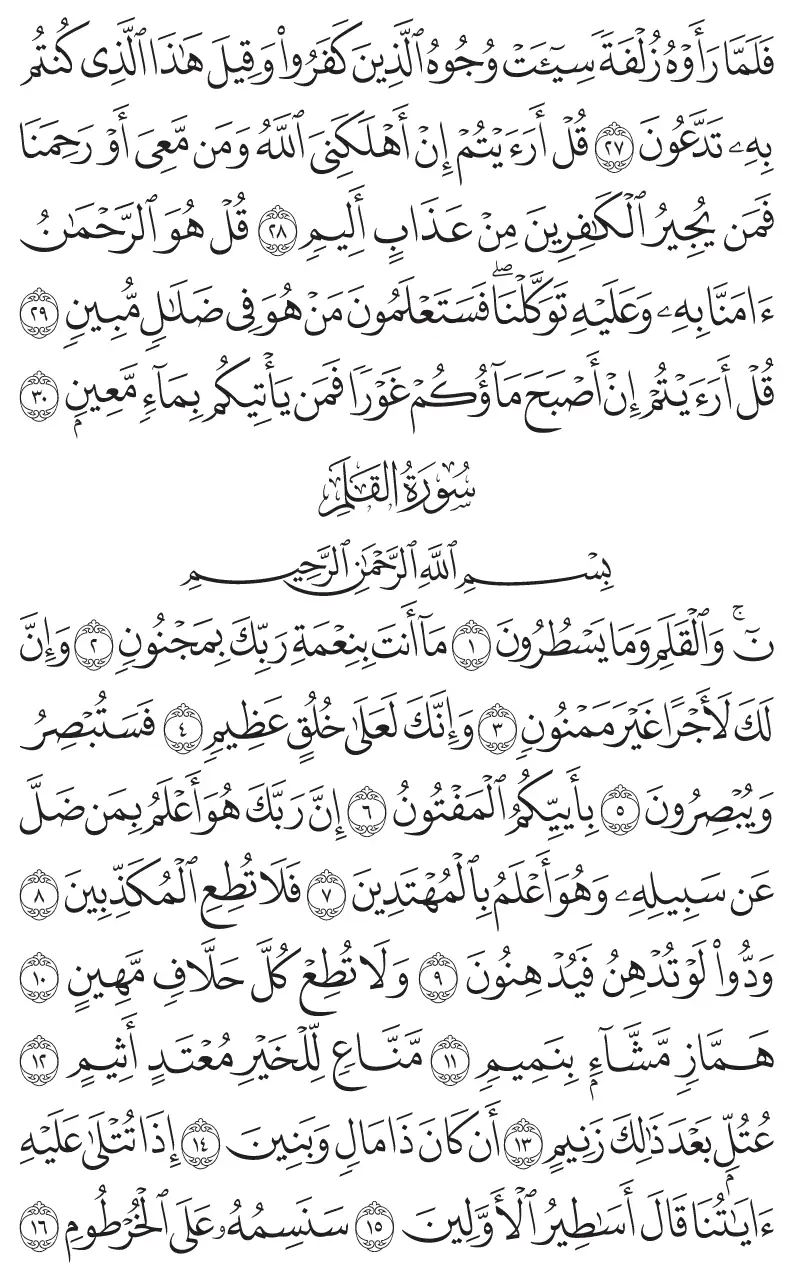 فَلَمَّا رَأَوْهُ زُلْفَةً سِيٓـَٔتْ وُجُوهُ ٱلَّذِينَ كَفَرُوا۟ وَقِيلَ هَٰذَا ٱلَّذِى كُنتُم
بِهِۦ تَدَّعُونَ ٢٧ قُلْ أَرَءَيْتُمْ إِنْ أَهْلَكَنِىَ ٱللَّهُ وَمَن مَّعِىَ أَوْ رَحِمَنَا
فَمَن يُجِيرُ ٱلْكَٰفِرِينَ مِنْ عَذَابٍ أَلِيمٍ ٢٨ قُلْ هُوَ ٱلرَّحْمَٰنُ
ءَامَنَّا بِهِۦ وَعَلَيْهِ تَوَكَّلْنَاۖ فَسَتَعْلَمُونَ مَنْ هُوَ فِى ضَلَٰلٍ مُّبِينٍ ٢٩
قُلْ أَرَءَيْتُمْ إِنْ أَصْبَحَ مَآؤُكُمْ غَوْرًا فَمَن يَأْتِيكُم بِمَآءٍ مَّعِينٍۭ ٣٠
سُورَةُ القَلَمِ
بِسْمِ ٱللَّهِ ٱلرَّحْمَٰنِ ٱلرَّحِيمِ
نٓۚ وَٱلْقَلَمِ وَمَا يَسْطُرُونَ ١ مَآ أَنتَ بِنِعْمَةِ رَبِّكَ بِمَجْنُونٍ ٢ وَإِنَّ
لَكَ لَأَجْرًا غَيْرَ مَمْنُونٍ ٣ وَإِنَّكَ لَعَلَىٰ خُلُقٍ عَظِيمٍ ٤ فَسَتُبْصِرُ
وَيُبْصِرُونَ ٥ بِأَييِّكُمُ ٱلْمَفْتُونُ ٦ إِنَّ رَبَّكَ هُوَ أَعْلَمُ بِمَن ضَلَّ
عَن سَبِيلِهِۦ وَهُوَ أَعْلَمُ بِٱلْمُهْتَدِينَ ٧ فَلَا تُطِعِ ٱلْمُكَذِّبِينَ ٨
وَدُّوا۟ لَوْ تُدْهِنُ فَيُدْهِنُونَ ٩ وَلَا تُطِعْ كُلَّ حَلَّافٍ مَّهِينٍ ١٠
هَمَّازٍ مَّشَّآءٍۭ بِنَمِيمٍ ١١ مَّنَّاعٍ لِّلْخَيْرِ مُعْتَدٍ أَثِيمٍ ١٢
عُتُلٍّۭ بَعْدَ ذَٰلِكَ زَنِيمٍ ١٣ أَن كَانَ ذَا مَالٍ وَبَنِينَ ١٤ إِذَا تُتْلَىٰ عَلَيْهِ
ءَايَٰتُنَا قَالَ أَسَٰطِيرُ ٱلْأَوَّلِينَ ١٥ سَنَسِمُهُۥ عَلَى ٱلْخُرْطُومِ ١٦